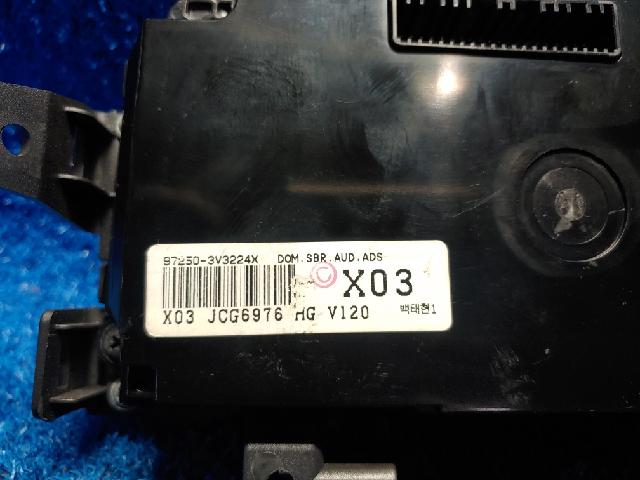 97250-3V3224X DOM.SBR.AUD.ADS
X03
X03 JCG6976 HG V120 백태현1